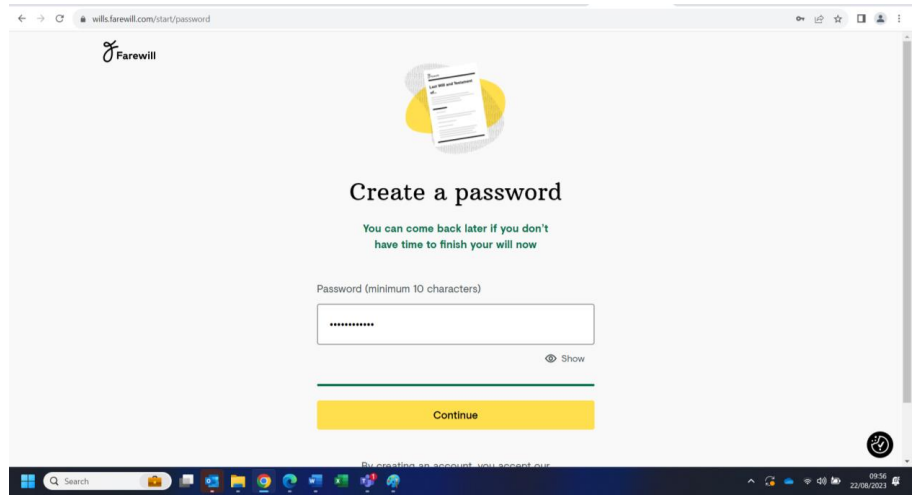 wills.farewill.com/start/password
Farewill
Last Will and Testament
of..
Create a password
You can come back later if you don't
have time to finish your will now
Password (minimum 10 characters)
••••••••••••
Show
Continue
By creating an account, you accept our
Search
09:56
22/08/2023